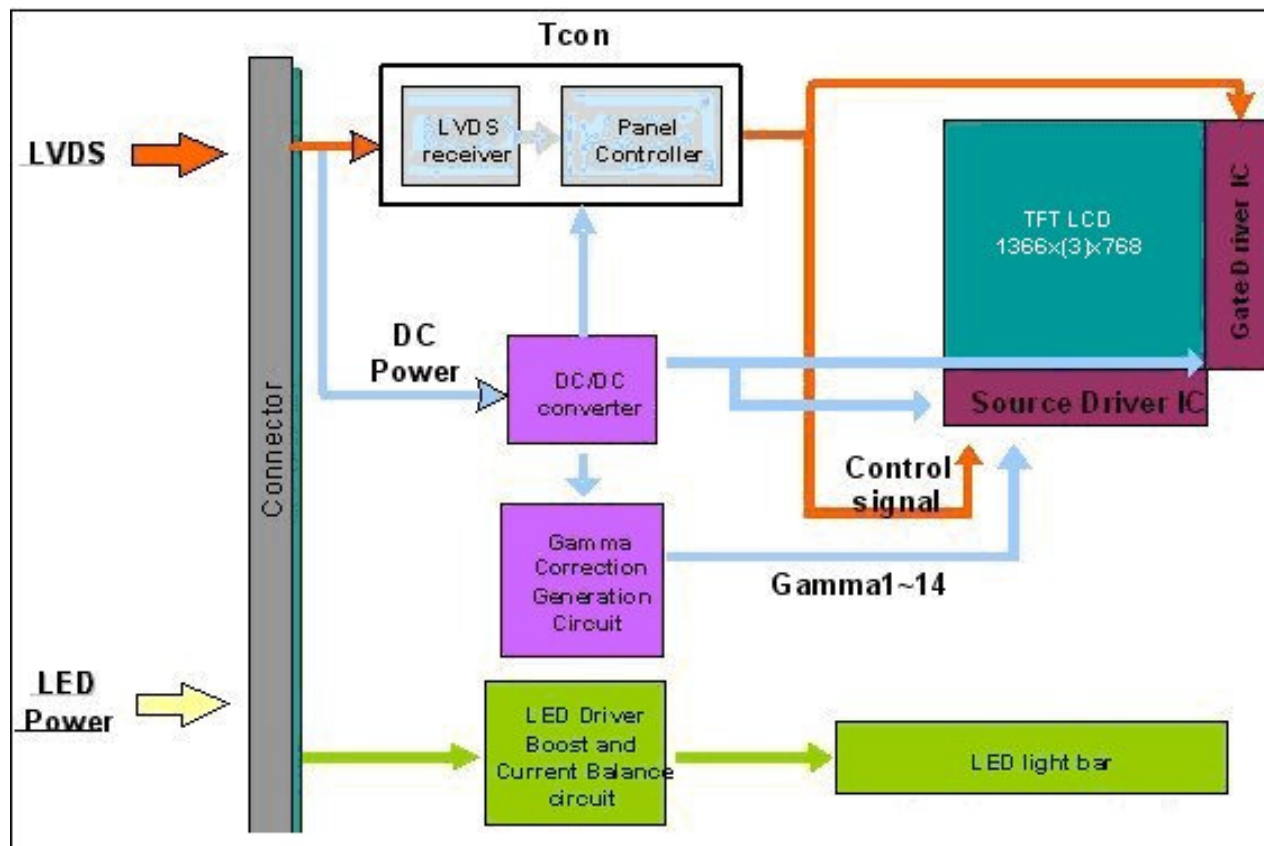 Tcon
LVDS
LVDS
receiver
Panel
Controller
TFT LCD
1366x(3)x768
Gate Driver IC
Source Driver IC
DC
Power
DC/DC
converter
Connector
Control
signal
Gamma
Correction
Generation
Circuit
Gamma1~14
LED
Power
LED Driver
Boost and
Current Balance
circuit
LED light bar